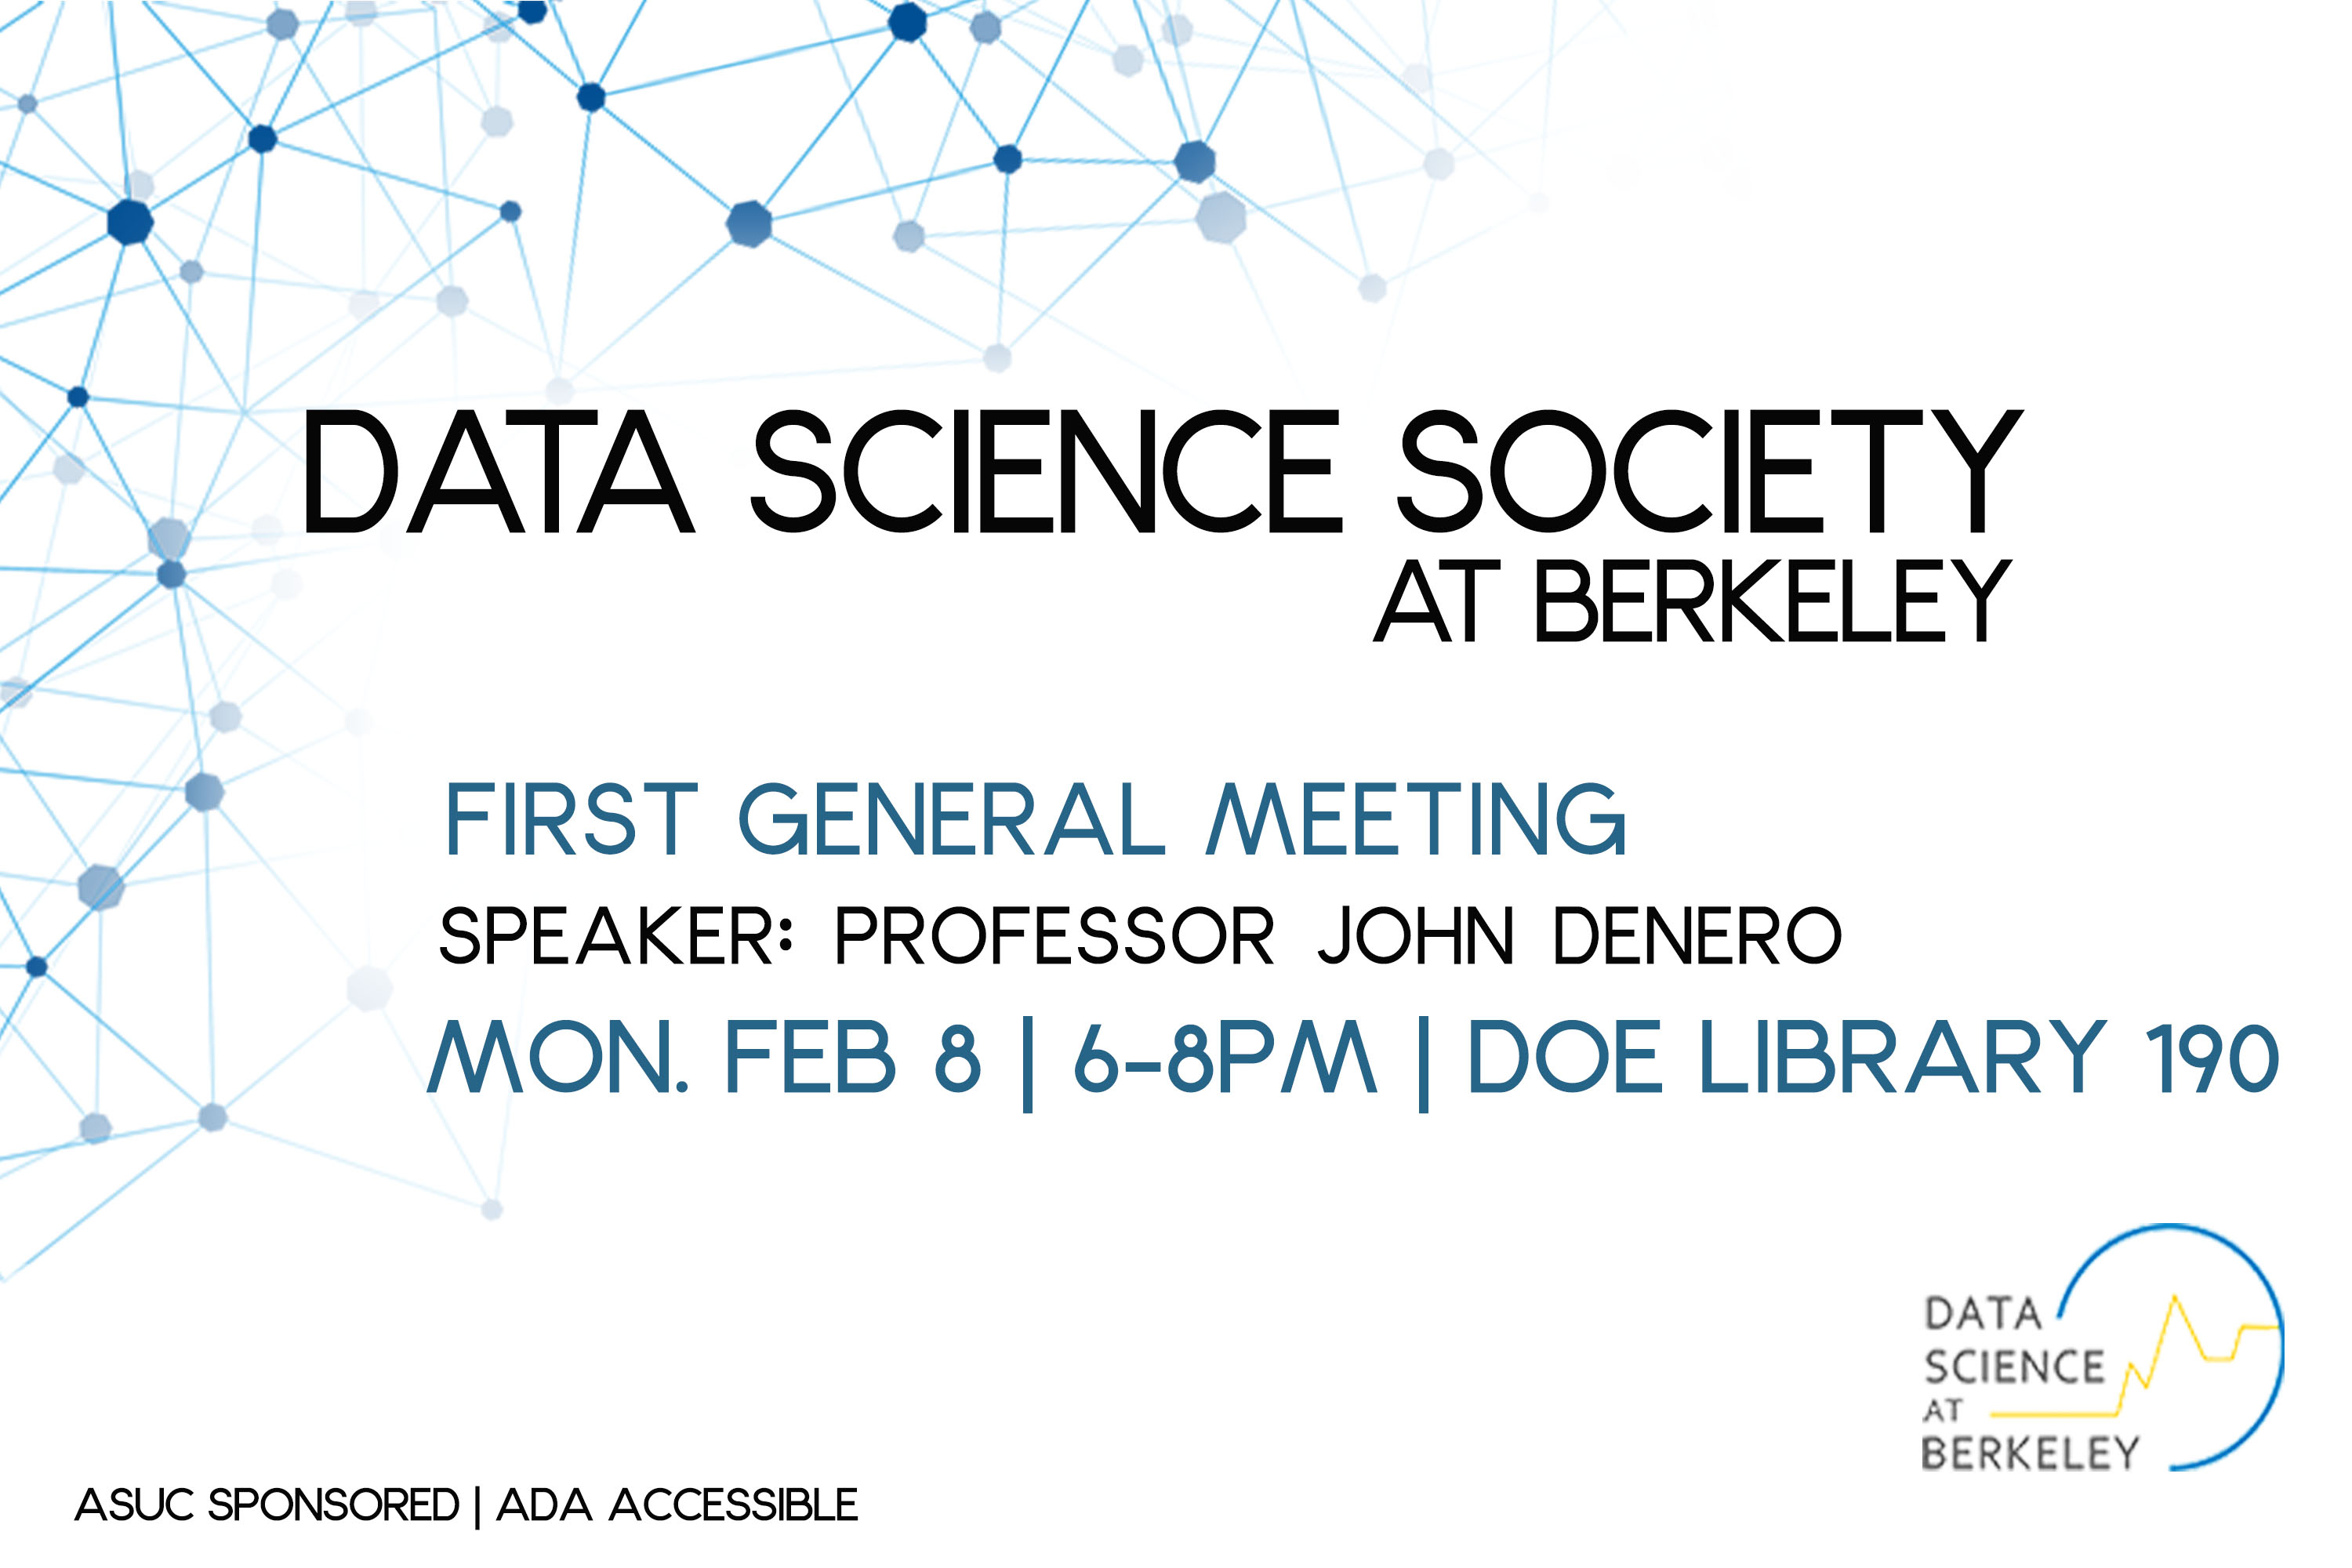 DATA SCIENCE SOCIETY
AT BERKELEY
FIRST GENERAL MEETING
SPEAKER: PROFESSOR JOHN DENERO
MON. FEB 8 | 6-8PM | DOE LIBRARY 190
DATA
SCIENCE
AT
BERKELEY
ASUC SPONSORED | ADA ACCESSIBLE